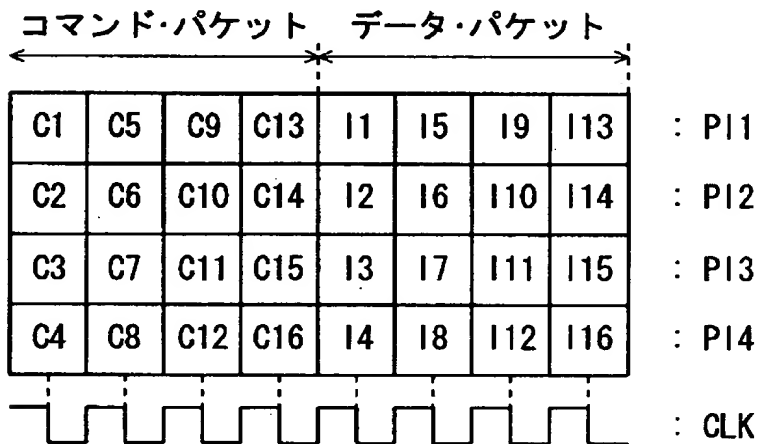 コマンド・パケット データ・パケット
C1 C5 C9 C13 I1 I5 I9 I13 : PI1
C2 C6 C10 C14 I2 I6 I10 I14 : PI2
C3 C7 C11 C15 I3 I7 I11 I15 : PI3
C4 C8 C12 C16 I4 I8 I12 I16 : PI4
: CLK